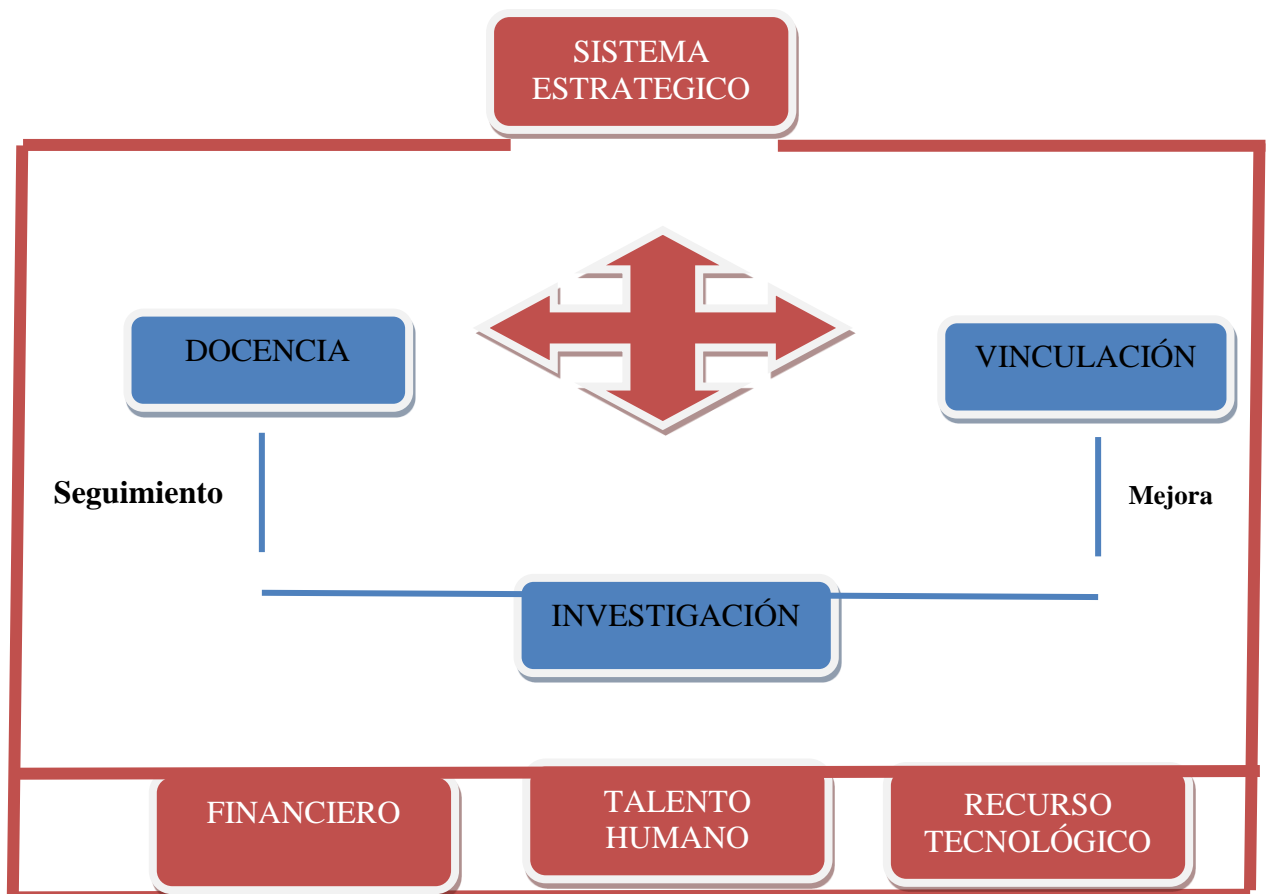 SISTEMA
ESTRATEGICO
DOCENCIA
VINCULACIÓN
Seguimiento
Mejora
INVESTIGACIÓN
FINANCIERO
TALENTO
HUMANO
RECURSO
TECNOLÓGICO